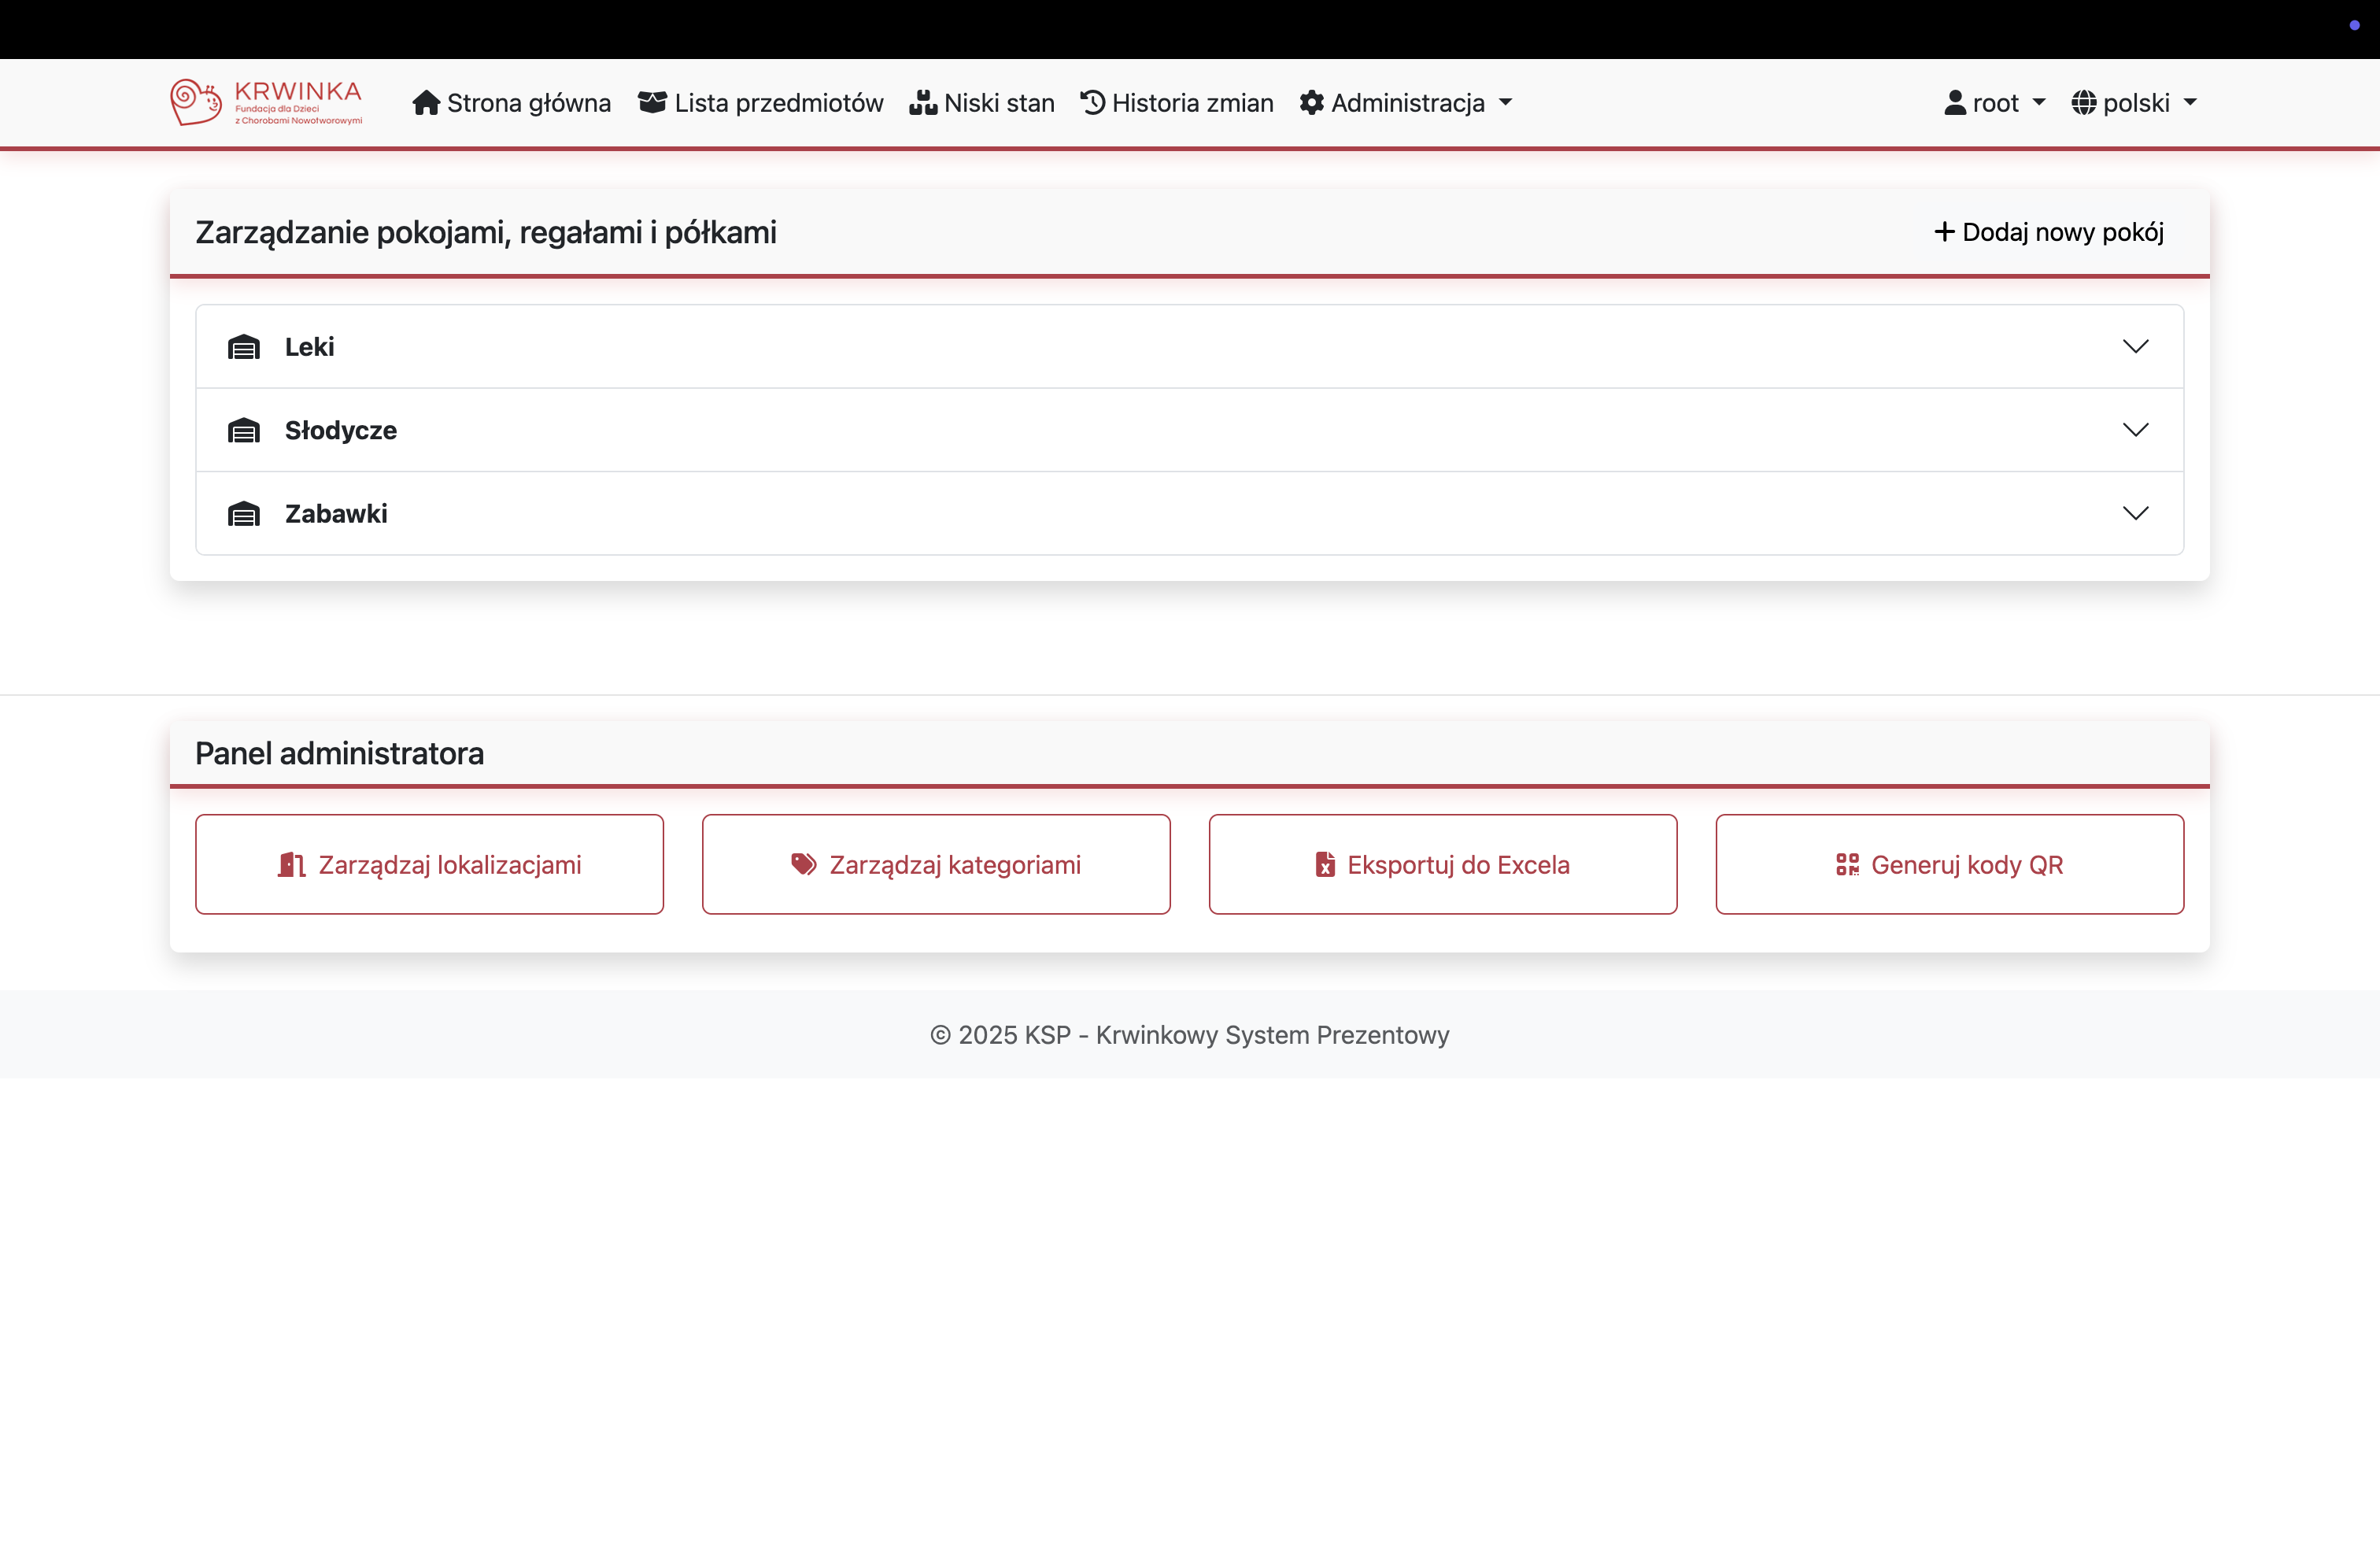 KRWINKA
Fundacja dla Dzieci
z Chorobami Nowotworowymi
Strona główna Lista przedmiotów Niski stan Historia zmian Administracja root polski
Zarządzanie pokojami, regałami i półkami Dodaj nowy pokój
Leki
Słodycze
Zabawki
Panel administratora
Zarządzaj lokalizacjami Zarządzaj kategoriami Eksportuj do Excela Generuj kody QR
© 2025 KSP - Krwinkowy System Prezentowy